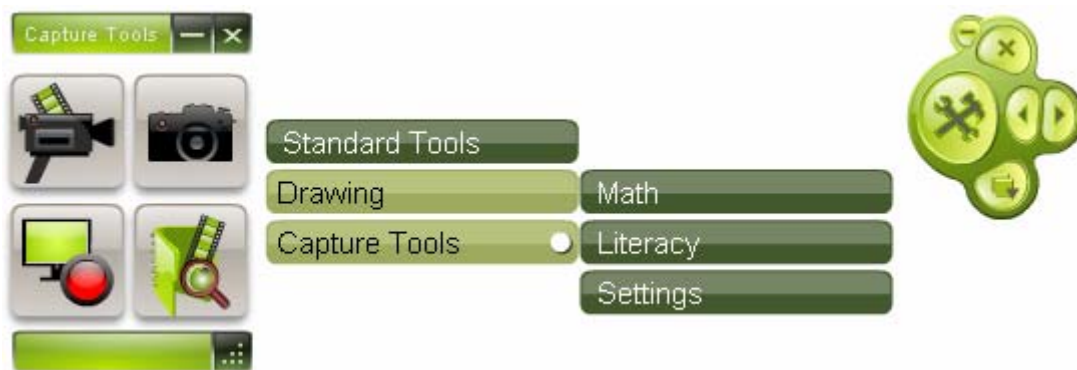 Capture Tools
Standard Tools
Drawing
Math
Capture Tools
Literacy
Settings